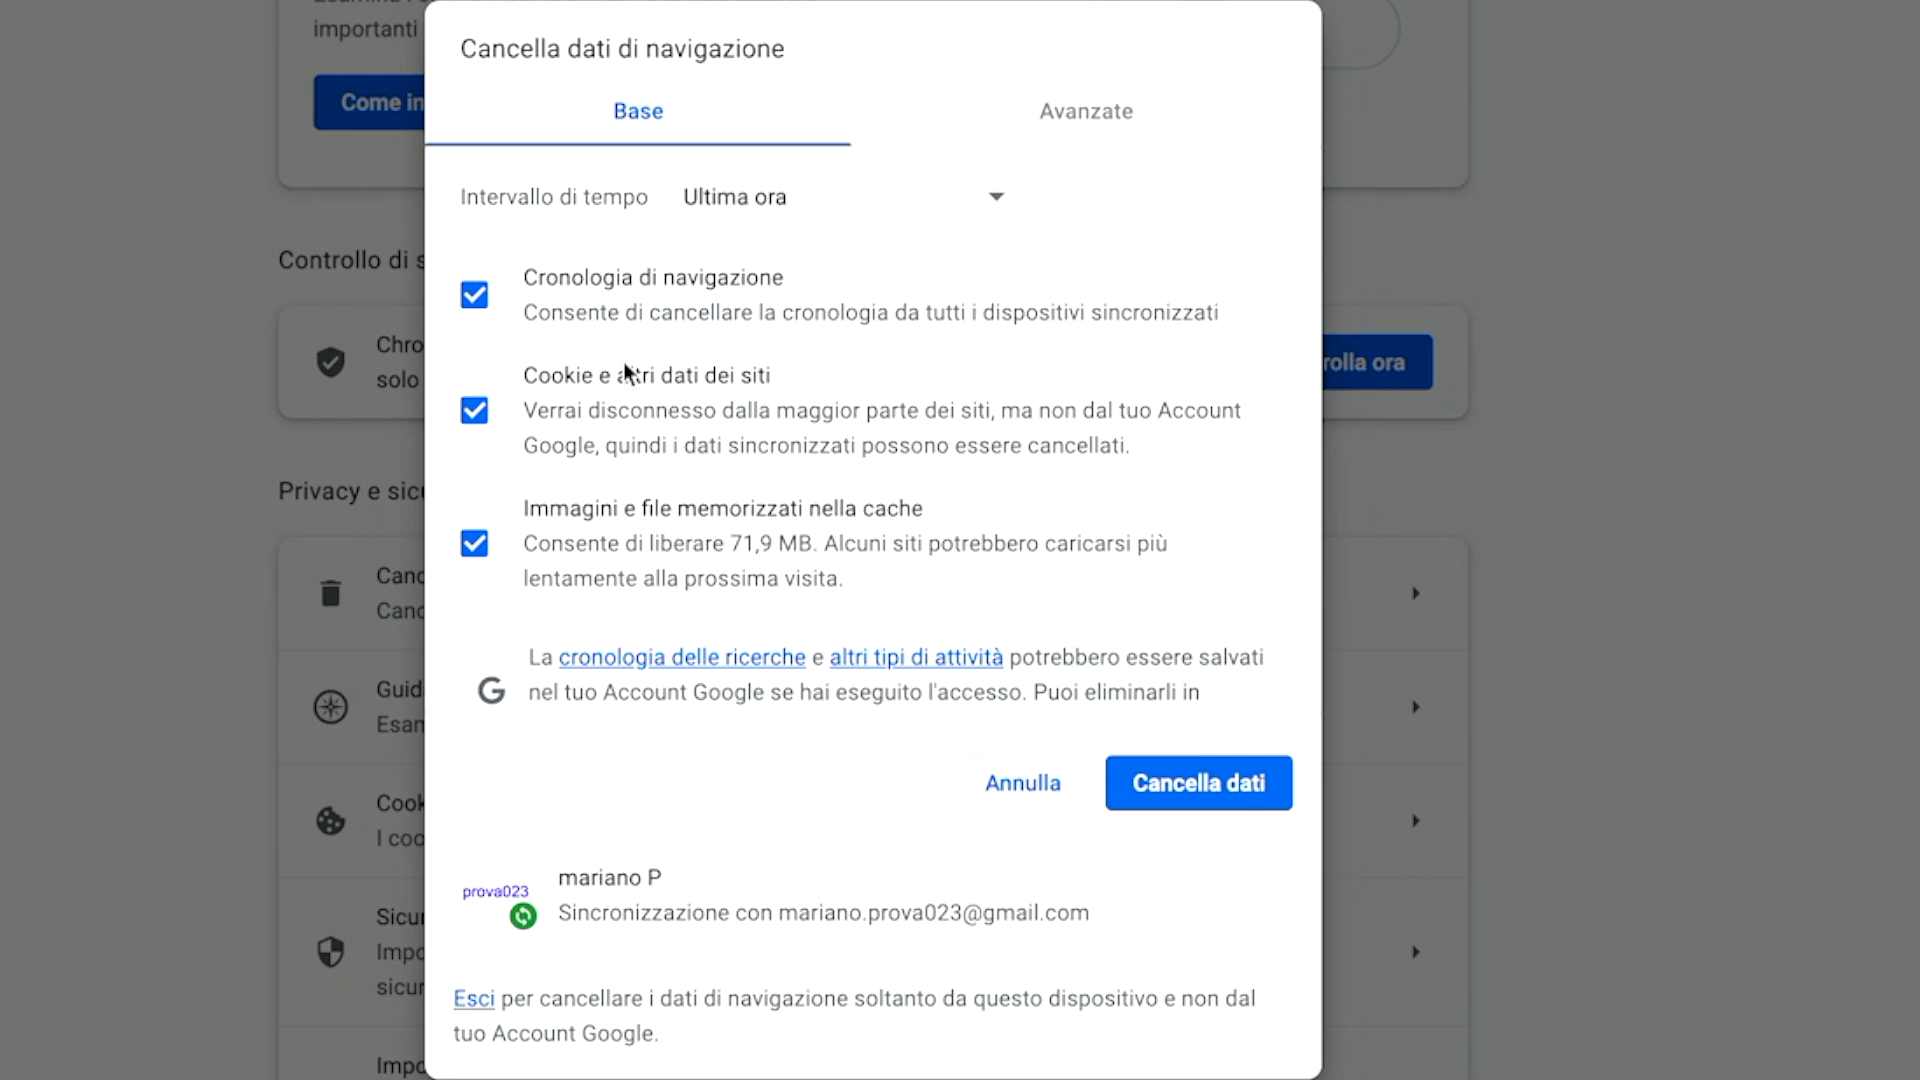 importanti
Come in
Cancella dati di navigazione
Base
Avanzate
Intervallo di tempo
Ultima ora
Cronologia di navigazione
Consente di cancellare la cronologia da tutti i dispositivi sincronizzati
Cookie e altri dati dei siti
Verrai disconnesso dalla maggior parte dei siti, ma non dal tuo Account
Google, quindi i dati sincronizzati possono essere cancellati.
Immagini e file memorizzati nella cache
Consente di liberare 71,9 MB. Alcuni siti potrebbero caricarsi più
lentamente alla prossima visita.
La cronologia delle ricerche e altri tipi di attività potrebbero essere salvati
nel tuo Account Google se hai eseguito l'accesso. Puoi eliminarli in
Annulla
Cancella dati
prova023
mariano P
Sincronizzazione con mariano.prova023@gmail.com
Esci per cancellare i dati di navigazione soltanto da questo dispositivo e non dal
tuo Account Google.
Controllo di s
Chro
solo
rolla ora
Privacy e sicu
Canc
Canc
Guid
Esan
Cook
I coo
Sicur
Impo
sicur
Impo